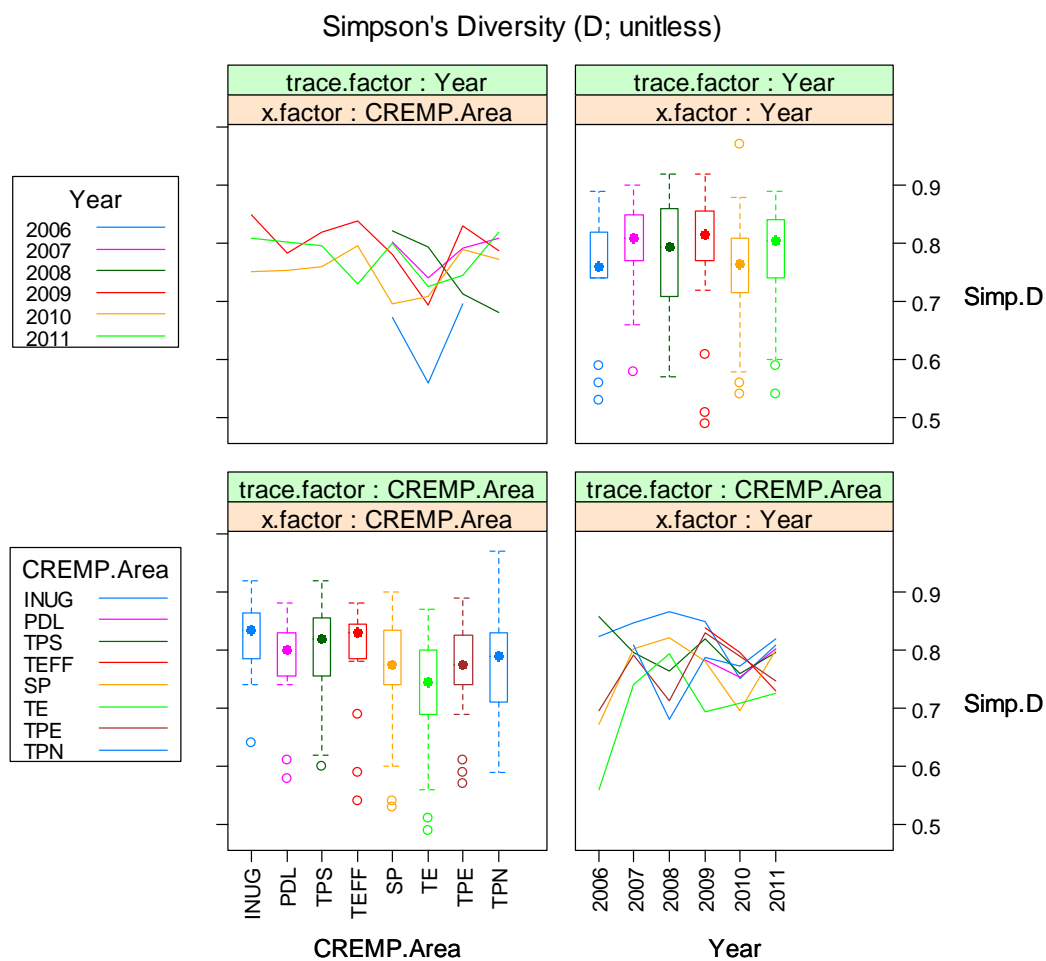 Simpson's Diversity (D; unitless)
trace.factor : Year
x.factor : CREMP.Area
trace.factor : Year
x.factor : Year
Year
2006
2007
2008
2009
2010
2011
0.9
0.8
0.7
0.6
0.5
Simp.D
trace.factor : CREMP.Area
x.factor : CREMP.Area
trace.factor : CREMP.Area
x.factor : Year
CREMP.Area
INUG
PDL
TPS
TEFF
SP
TE
TPE
TPN
0.9
0.8
0.7
0.6
0.5
Simp.D
INUG
PDL
TPS
TEFF
SP
TE
TPE
TPN
2006
2007
2008
2009
2010
2011
CREMP.Area
Year